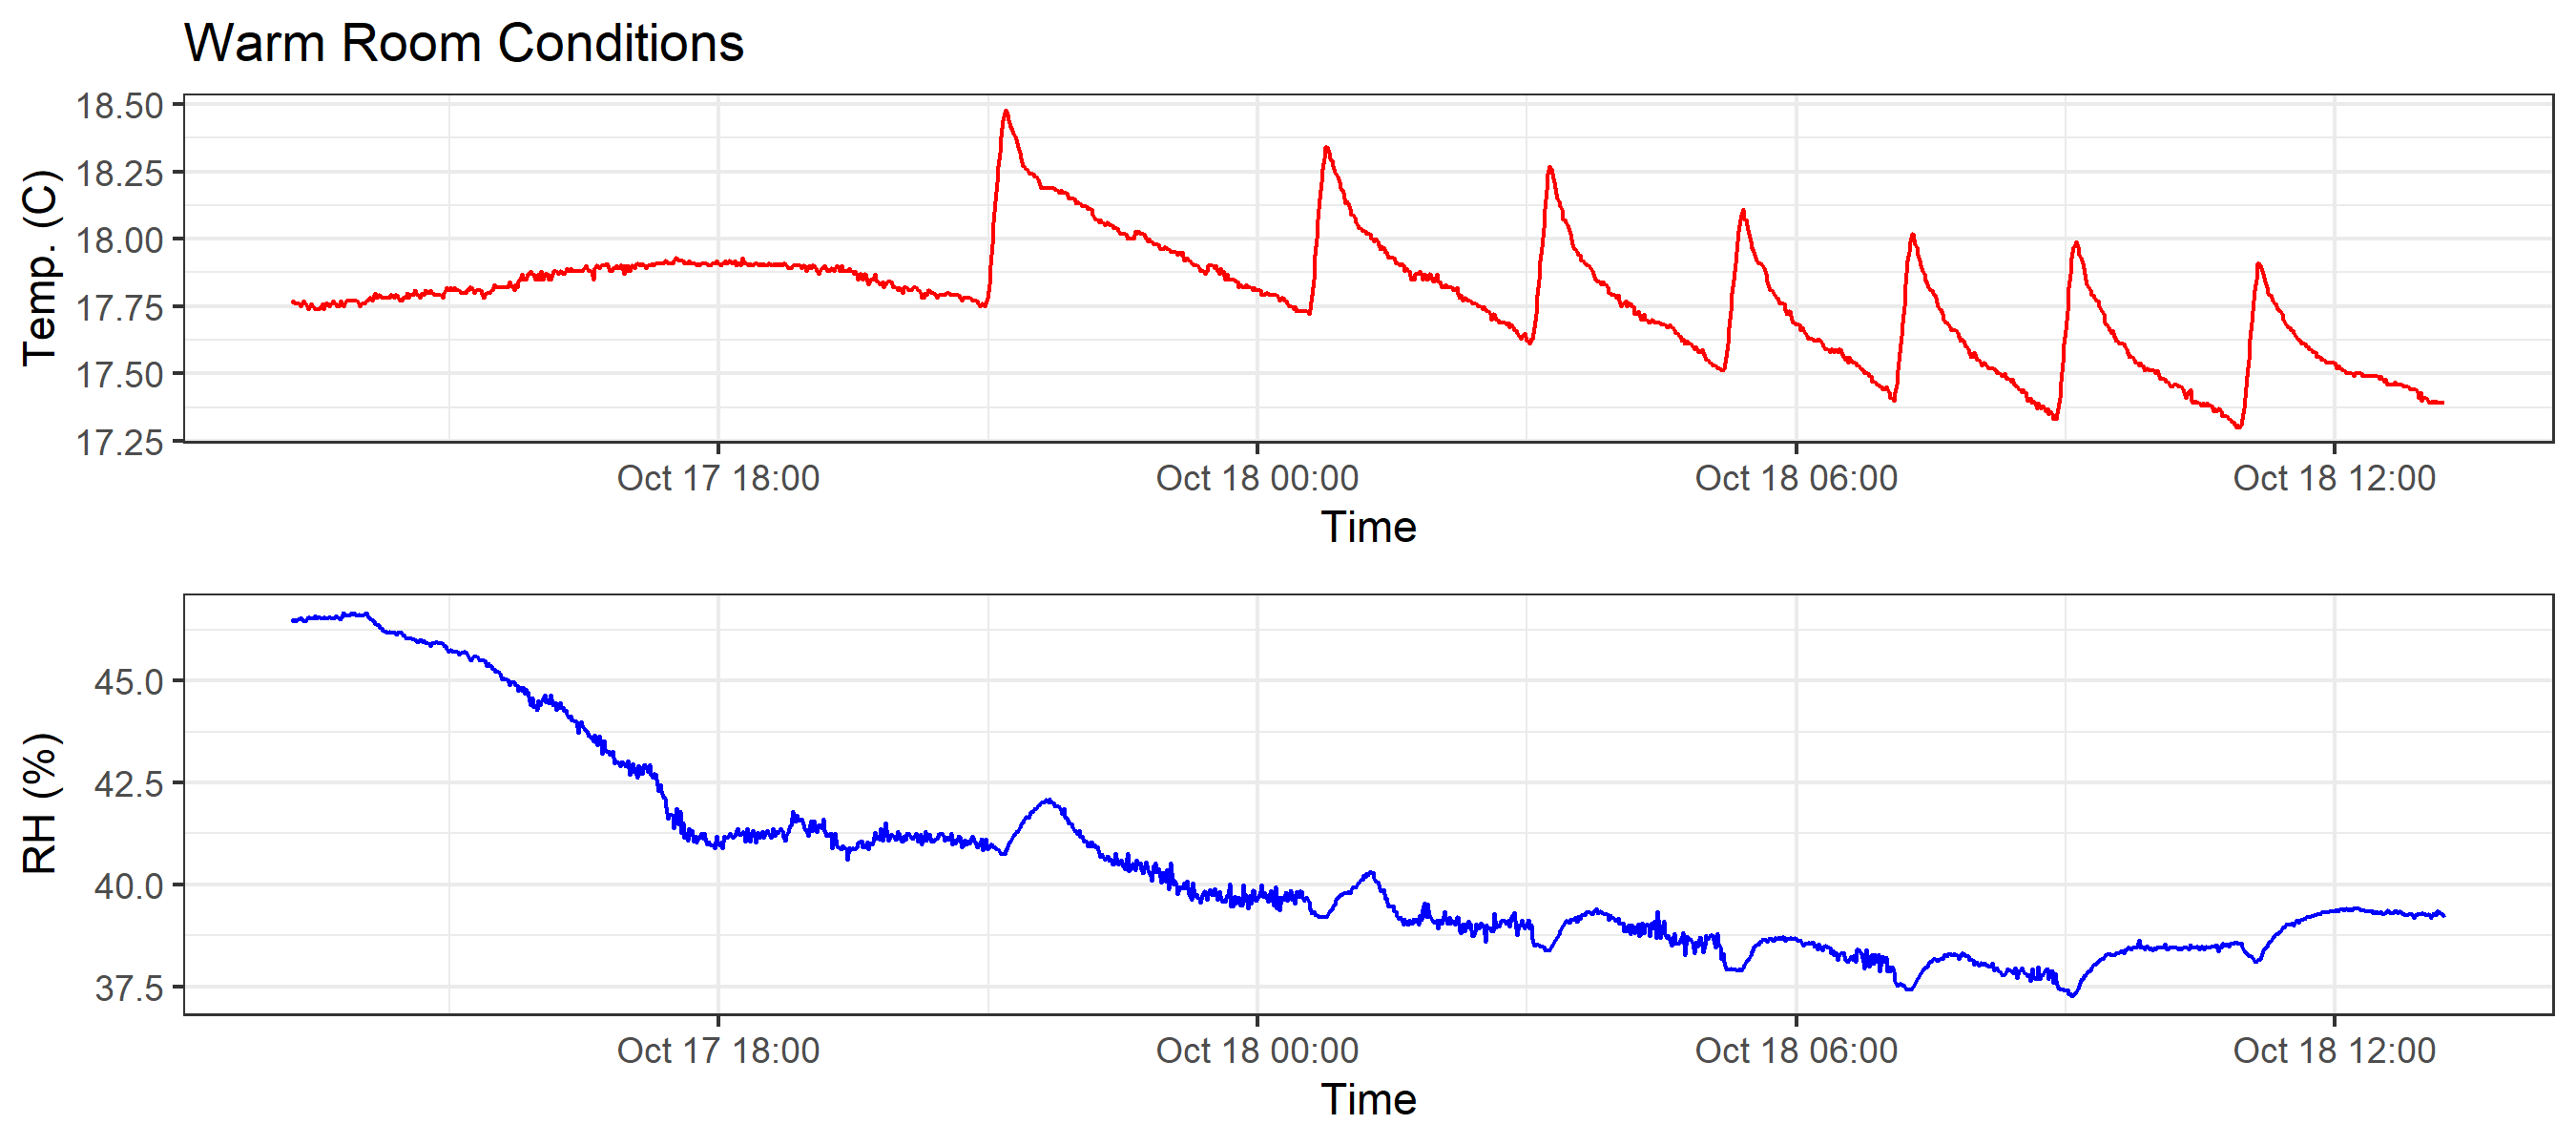 Warm Room Conditions
Temp. (C)
18.50
18.25
18.00
17.75
17.50
17.25
Oct 17 18:00 Oct 18 00:00 Oct 18 06:00 Oct 18 12:00
Time
RH (%)
45.0
42.5
40.0
37.5
Oct 17 18:00 Oct 18 00:00 Oct 18 06:00 Oct 18 12:00
Time